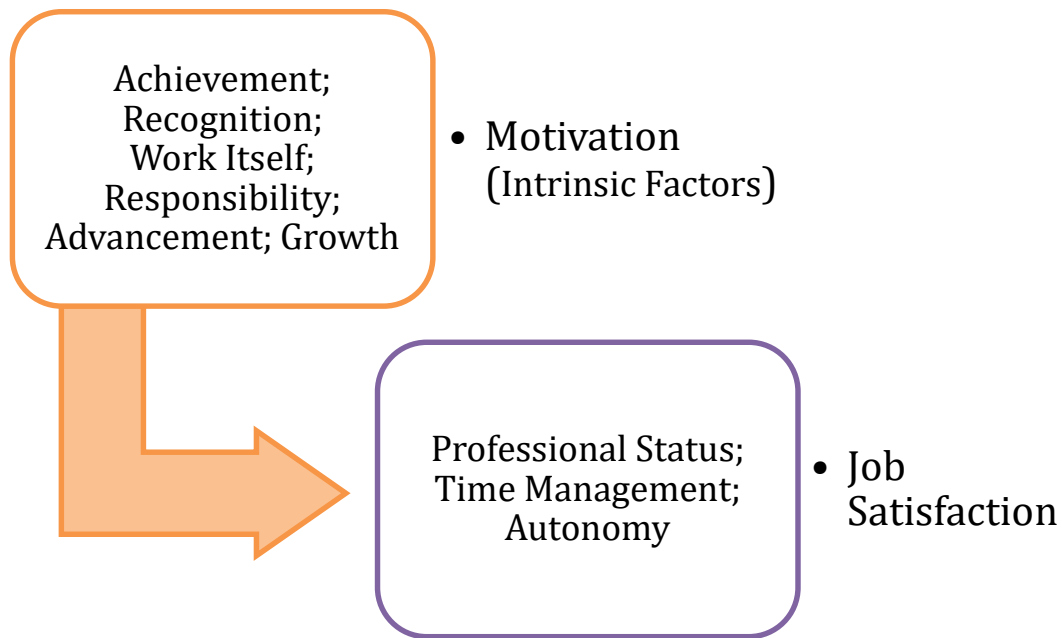 Achievement;
Recognition;
Work Itself;
Responsibility;
Advancement; Growth
• Motivation
(Intrinsic Factors)
Professional Status;
Time Management;
Autonomy
• Job
Satisfaction